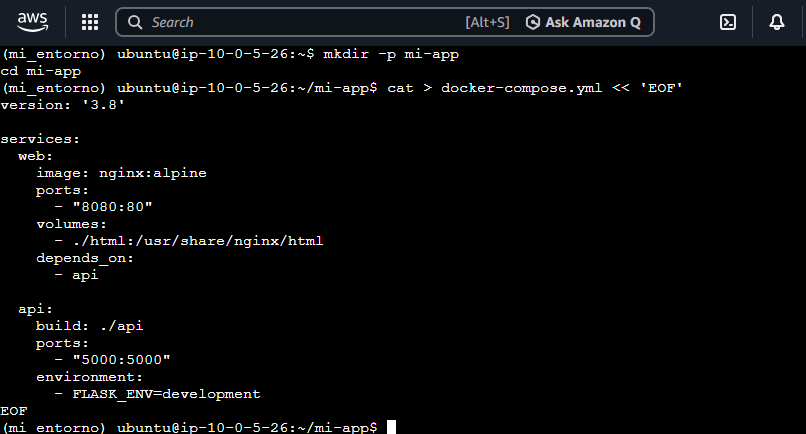 aws Search [Alt+S] Ask Amazon Q
(mi_entorno) ubuntu@ip-10-0-5-26:~$ mkdir -p mi-app
cd mi-app
(mi_entorno) ubuntu@ip-10-0-5-26:~/mi-app$ cat > docker-compose.yml << 'EOF'
version: '3.8'

services:
  web:
    image: nginx:alpine
    ports:
      - "8080:80"
    volumes:
      - ./html:/usr/share/nginx/html
    depends_on:
      - api

  api:
    build: ./api
    ports:
      - "5000:5000"
    environment:
      - FLASK_ENV=development
EOF
(mi_entorno) ubuntu@ip-10-0-5-26:~/mi-app$